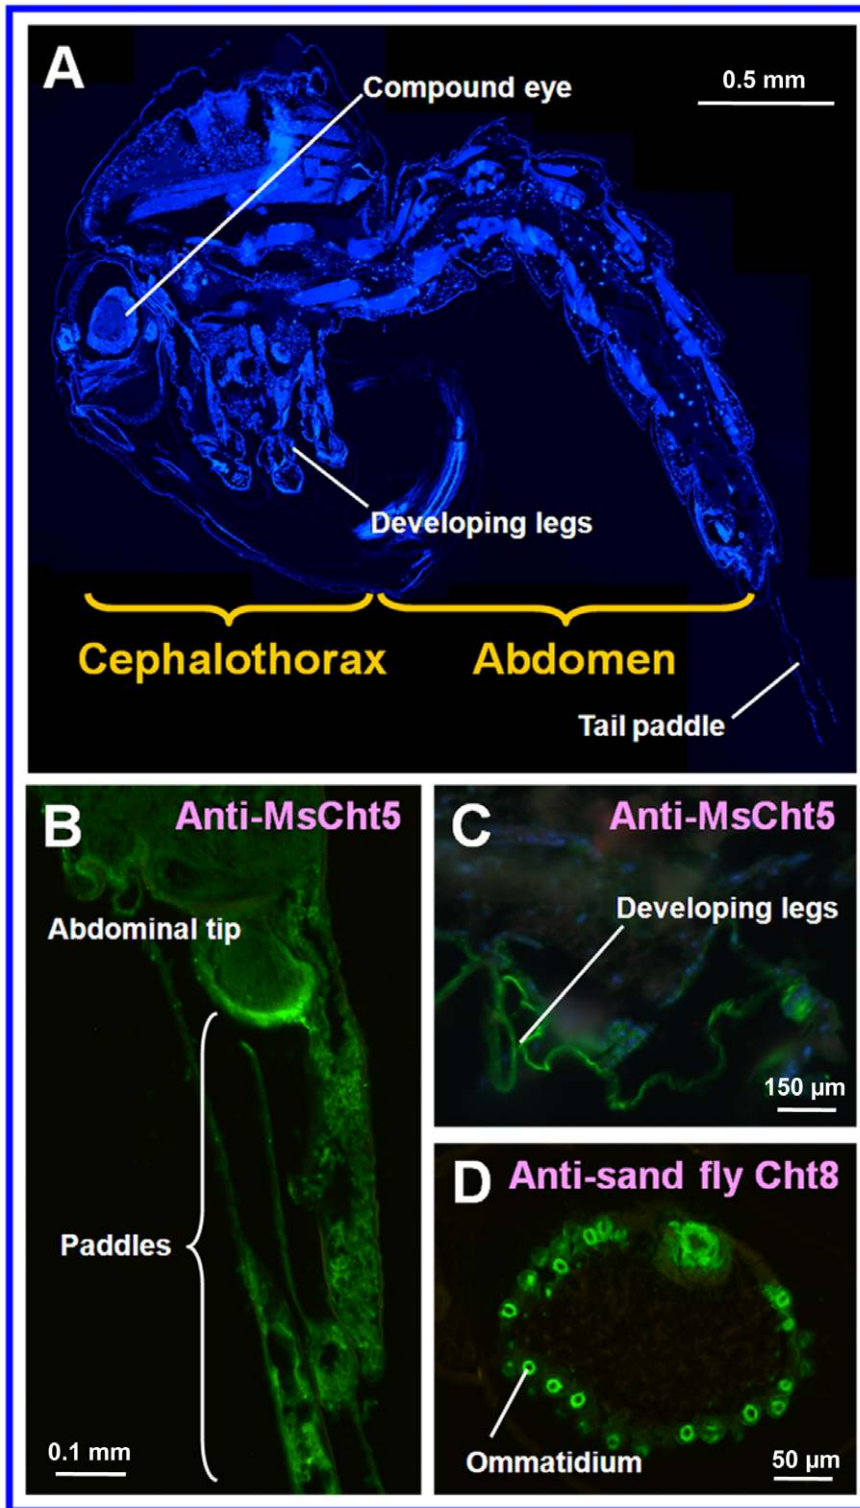 A
Compound eye
0.5 mm
Developing legs
Cephalothorax
Abdomen
Tail paddle
B
Anti-MsCht5
Abdominal tip
Paddles
0.1 mm
C
Anti-MsCht5
Developing legs
150 µm
D
Anti-sand fly Cht8
Ommatidium
50 µm